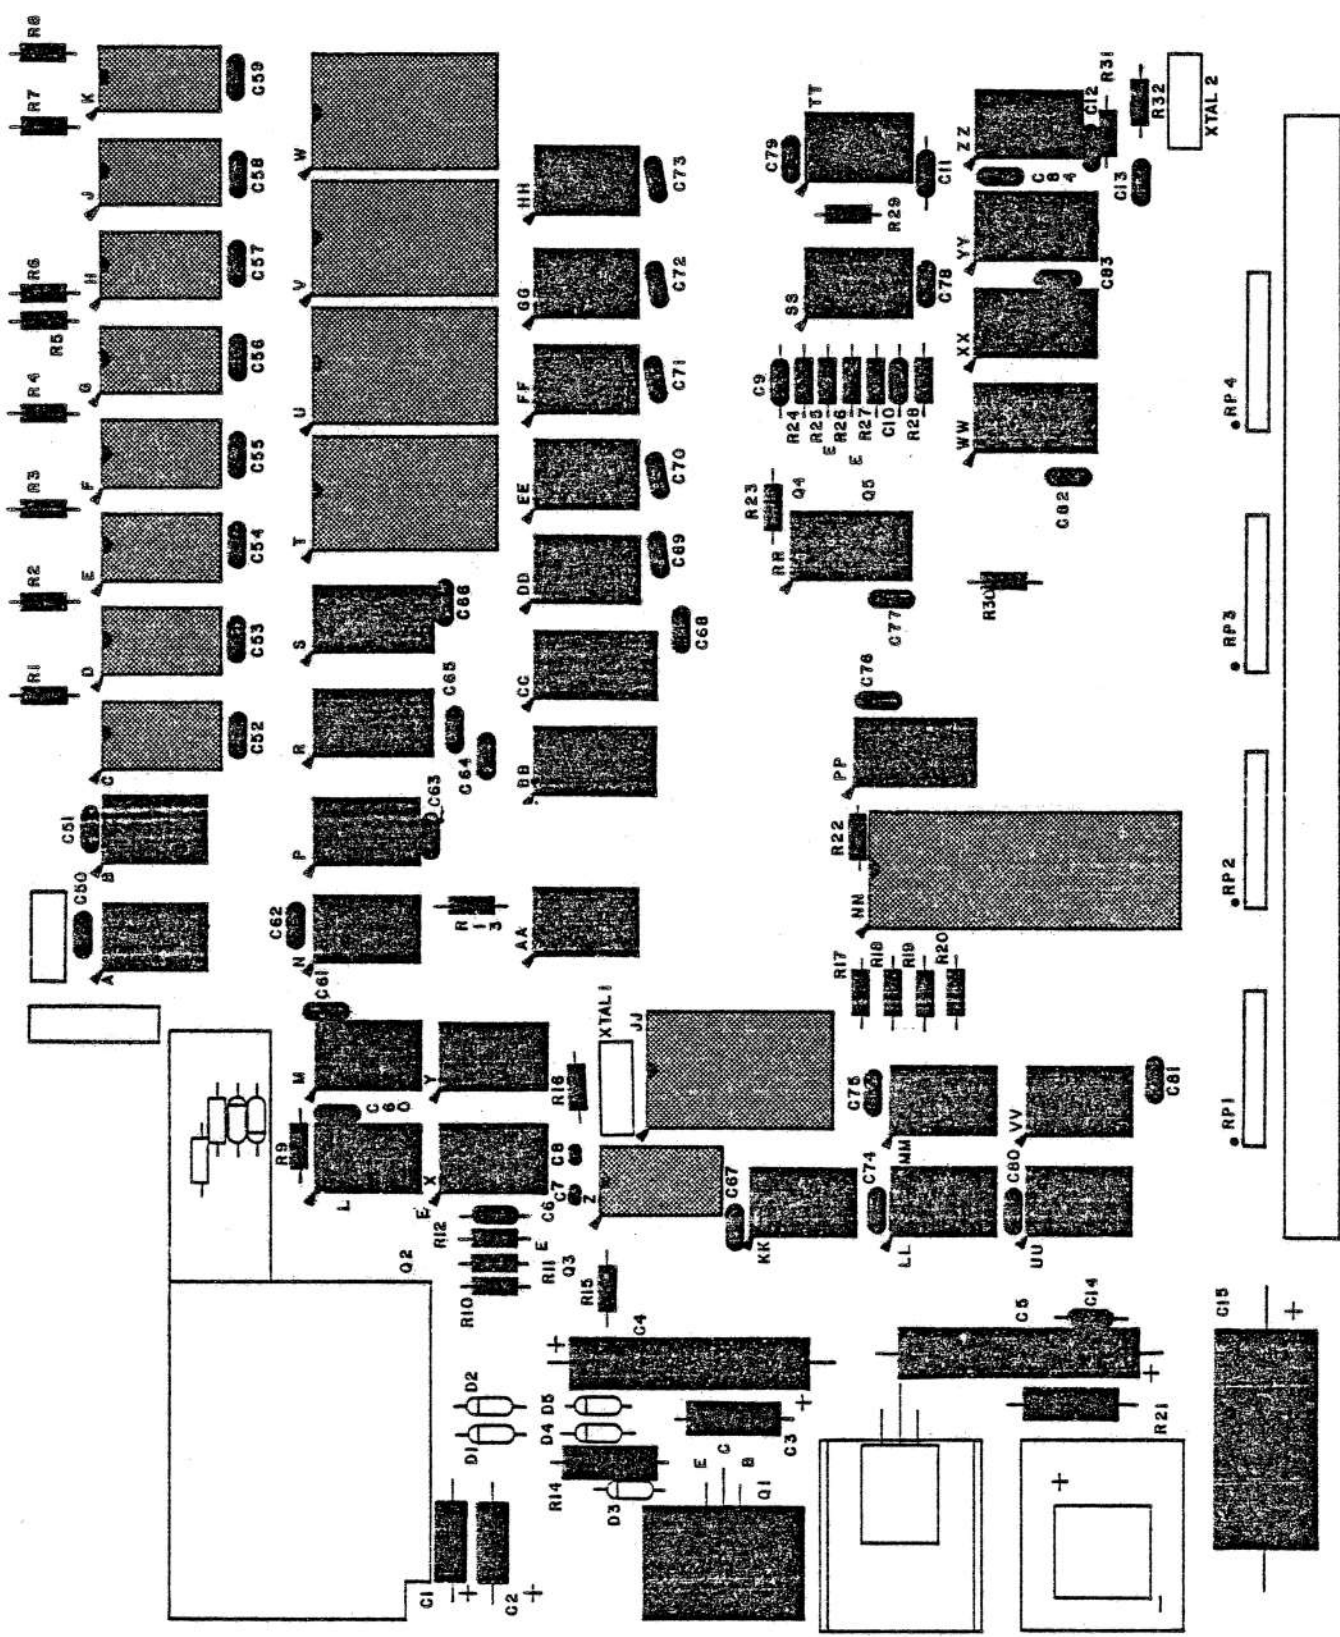 R8
R7
R6
R5
R4
R3
R2
R1
K
J
H
G
F
E
D
C
B
A
C59
C58
C57
C56
C55
C54
C53
C52
C51
C50
W
V
U
T
S
R
P
N
M
L
C66
C65
C64
C63
C62
C61
C60
R9
R13
HH
GG
FF
EE
DD
CC
BB
AA
C73
C72
C71
C70
C69
C68
Y
X
E
R16
XTAL1
JJ
C8
C7
C6
Z
R12
E
R11
Q3
R10
Q2
R15
C67
KK
C79
TT
C11
R29
SS
C78
C9
R24
R25
R26
R27
C10
R28
E
E
R23
Q4
Q5
RR
C77
C76
PP
R22
NN
R17
R18
R19
R20
C75
MM
VV
C81
C74
LL
C80
UU
ZZ
C12
R31
R32
XTAL 2
C84
C13
YY
C83
XX
WW
C82
R30
RP4
RP3
RP2
RP1
D2
D1
D5
D4
R14
D3
C4
+
C3
+
E
C
B
Q1
C1
+
C2
+
C5
C14
+
R21
+
-
C15
+